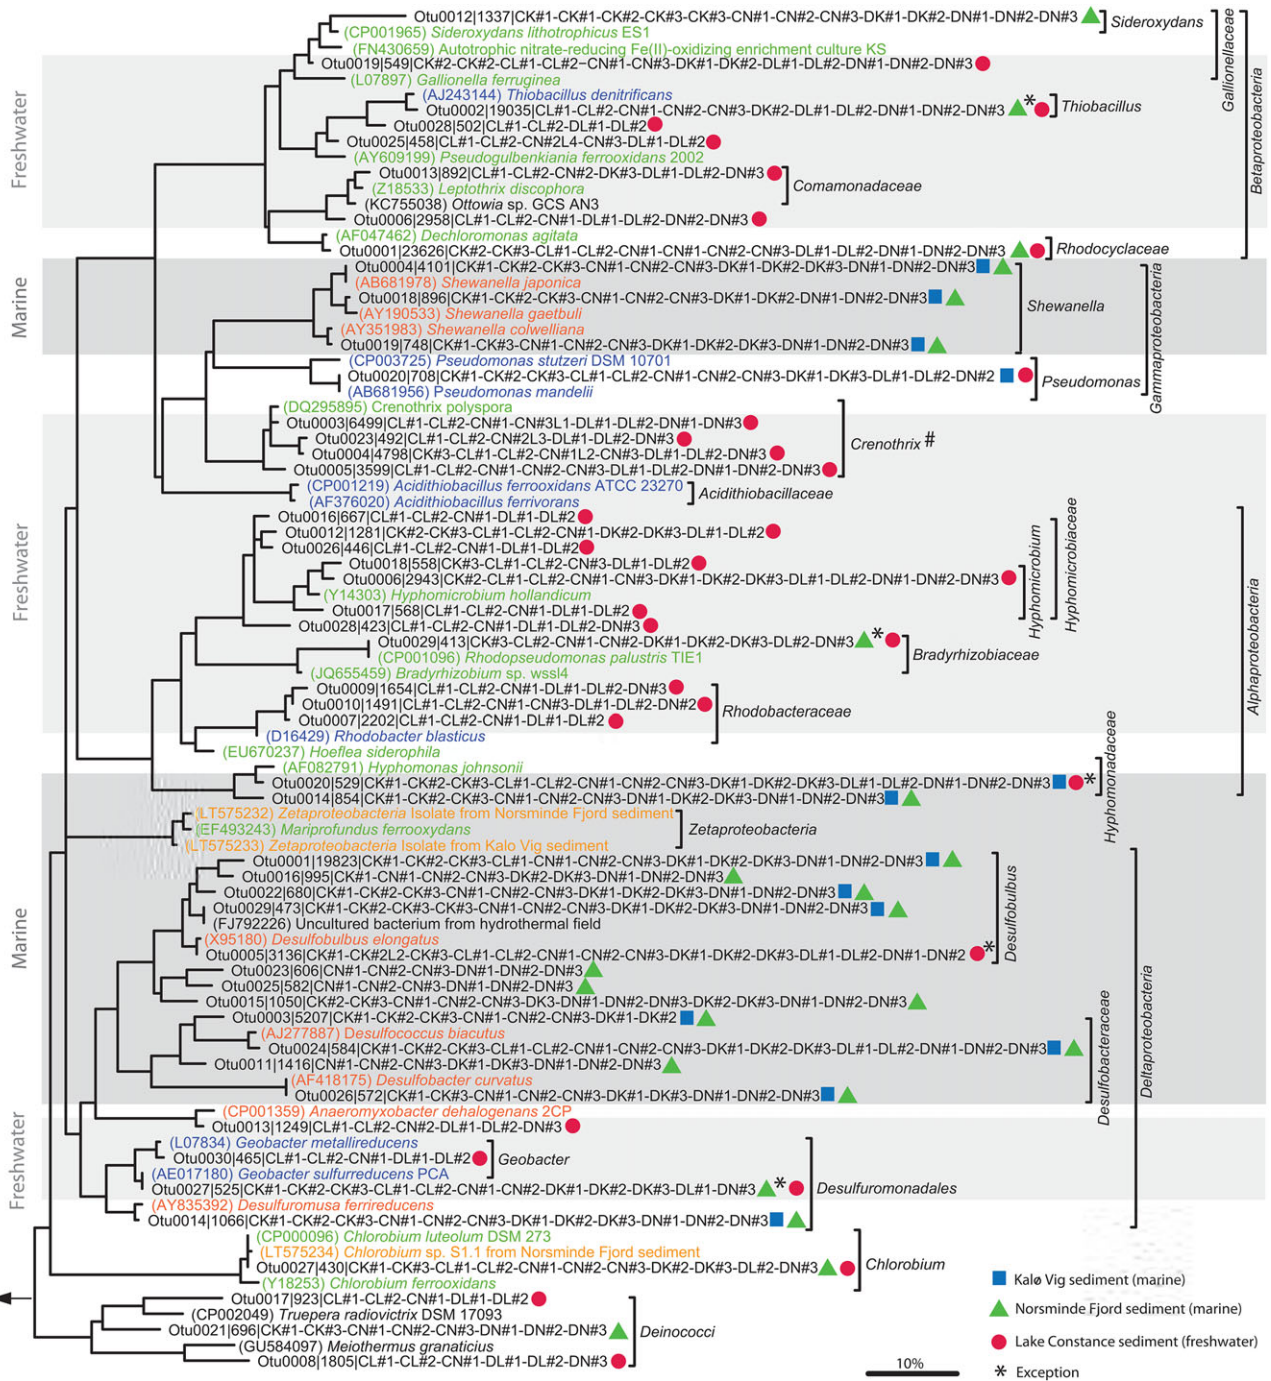 Otu0012|1337|CK#1-CK#1-CK#2-CK#3-CK#3-CN#1-CN#2-CN#3-DK#1-DK#2-DN#1-DN#2-DN#3
Sideroxydans
(CP001965) Sideroxydans lithotrophicus ES1
(FN430659) Autotrophic nitrate-reducing Fe(II)-oxidizing enrichment culture KS
Otu0019|549|CK#2-CK#2-CL#1-CL#2-CN#1-CN#3-DK#1-DK#2-DL#1-DL#2-DN#1-DN#2-DN#3
(L07897) Gallionella ferruginea
Gallionellaceae
(AJ243144) Thiobacillus denitrificans
Otu0002|19035|CL#1-CL#2-CN#1-CN#2-CN#3-DK#2-DL#1-DL#2-DN#1-DN#2-DN#3 *
Thiobacillus
Otu0028|502|CL#1-CL#2-DL#1-DL#2
Otu0025|458|CL#1-CL#2-CN#2L4-CN#3-DL#1-DL#2
(AY609199) Pseudogulbenkiania ferrooxidans 2002
Freshwater
Betaproteobacteria
Otu0013|892|CL#1-CL#2-CN#2-DK#3-DL#1-DL#2-DN#3
(Z18533) Leptothrix discophora
Comamonadaceae
(KC755038) Ottowia sp. GCS AN3
Otu0006|2958|CL#1-CL#2-CN#1-DL#1-DL#2-DN#2-DN#3
(AF047462) Dechloromonas agitata
Otu0001|23626|CK#2-CK#3-CL#1-CL#2-CN#1-CN#1-CN#2-CN#3-DL#1-DL#2-DN#1-DN#2-DN#3
Rhodocyclaceae
Otu0004|4101|CK#1-CK#2-CK#3-CN#1-CN#2-CN#3-DK#1-DK#2-DK#3-DN#1-DN#2-DN#3
(AB681978) Shewanella japonica
Otu0018|896|CK#1-CK#2-CK#3-CN#1-CN#2-CN#3-DK#1-DK#2-DN#1-DN#2-DN#3
Shewanella
(AY190533) Shewanella gaetbuli
Marine
(AY351983) Shewanella colwelliana
Otu0019|748|CK#1-CK#3-CN#1-CN#2-CN#3-DK#1-DK#2-DK#3-DN#1-DN#2-DN#3
Gammaproteobacteria
(CP003725) Pseudomonas stutzeri DSM 10701
Otu0020|708|CK#1-CK#2-CK#3-CL#1-CL#2-CN#1-CN#2-CN#3-DK#1-DK#3-DL#1-DL#2-DN#2
Pseudomonas
(AB681956) Pseudomonas mandelii
(DQ295895) Crenothrix polyspora
Otu0003|6499|CL#1-CL#2-CN#1-CN#3L1-DL#1-DL#2-DN#1-DN#3
Otu0023|492|CL#1-CL#2-CN#2L3-DL#1-DL#2-DN#3
Crenothrix #
Otu0004|4798|CK#3-CL#1-CL#2-CN#1L2-CN#3-DL#1-DL#2-DN#3
Otu0005|3599|CL#1-CL#2-CN#1-CN#2-CN#3-DL#1-DL#2-DN#1-DN#2-DN#3
(CP001219) Acidithiobacillus ferrooxidans ATCC 23270
Acidithiobacillaceae
(AF376020) Acidithiobacillus ferrivorans
Otu0016|667|CL#1-CL#2-CN#1-DL#1-DL#2
Otu0012|1281|CK#2-CK#3-CL#1-CL#2-CN#1-DK#2-DK#3-DL#1-DL#2
Otu0026|446|CL#1-CL#2-CN#1-DL#1-DL#2
Freshwater
Otu0018|558|CK#3-CL#1-CL#2-CN#3-DL#1-DL#2
Otu0006|2943|CK#2-CL#1-CL#2-CN#1-CN#3-DK#1-DK#2-DK#3-DL#1-DL#2-DN#1-DN#2-DN#3
Hyphomicrobium
Hyphomicrobiaceae
(Y14303) Hyphomicrobium hollandicum
Otu0017|568|CL#1-CL#2-CN#1-DL#1-DL#2
Otu0028|423|CL#1-CL#2-CN#1-DL#1-DL#2-DN#3
Otu0029|413|CK#3-CL#2-CN#1-CN#2-DK#1-DK#2-DK#3-DL#2-DN#3 *
(CP001096) Rhodopseudomonas palustris TIE1
Bradyrhizobiaceae
(JQ655459) Bradyrhizobium sp. wssl4
Alphaproteobacteria
Otu0009|1654|CL#1-CL#2-CN#1-DL#1-DL#2-DN#3
Otu0010|1491|CL#1-CL#2-CN#1-CN#3-DL#1-DL#2-DN#2
Rhodobacteraceae
Otu0007|2202|CL#1-CL#2-CN#1-DL#1-DL#2
(D16429) Rhodobacter blasticus
(EU670237) Hoeflea siderophila
(AF082791) Hyphomonas johnsonii
Otu0020|529|CK#1-CK#2-CK#3-CL#1-CL#2-CN#1-CN#2-CN#3-DK#1-DK#2-DK#3-DL#1-DL#2-DN#1-DN#2-DN#3 *
Hyphomonadaceae
Otu0014|854|CK#1-CK#2-CK#3-CN#1-CN#2-CN#3-DN#1-DK#2-DK#3-DN#1-DN#2-DN#3
(LT575232) Zetaproteobacteria Isolate from Norsminde Fjord sediment
(EF493243) Mariprofundus ferrooxydans
Zetaproteobacteria
(LT575233) Zetaproteobacteria Isolate from Kalo Vig sediment
Otu0001|19823|CK#1-CK#2-CK#3-CL#1-CN#1-CN#2-CN#3-DK#1-DK#2-DK#3-DN#1-DN#2-DN#3
Otu0016|995|CK#1-CN#1-CN#2-CN#3-DK#2-DK#3-DN#1-DN#2-DN#3
Otu0022|680|CK#1-CK#2-CK#3-CN#1-CN#2-CN#3-DK#1-DK#2-DK#3-DN#1-DN#2-DN#3
Otu0029|473|CK#1-CK#2-CK#3-CK#3-CN#1-CN#2-CN#3-DK#1-DK#2-DK#3-DN#1-DN#2-DN#3
Desulfobulbus
(FJ792226) Uncultured bacterium from hydrothermal field
Marine
(X95180) Desulfobulbus elongatus
Otu0005|3136|CK#1-CK#2L2-CK#3-CL#1-CL#2-CN#1-CN#2-CN#3-DK#1-DK#2-DK#3-DL#1-DL#2-DN#1-DN#2 *
Otu0023|606|CN#1-CN#2-CN#3-DN#1-DN#2-DN#3
Otu0025|582|CN#1-CN#2-CN#3-DN#1-DN#2-DN#3
Otu0015|1050|CK#2-CK#3-CN#1-CN#2-CN#3-DK3-DN#1-DN#2-DN#3-DK#2-DK#3-DN#1-DN#2-DN#3
Otu0003|5207|CK#1-CK#2-CK#3-CN#1-CN#2-CN#3-DK#1-DK#2
Deltaproteobacteria
(AJ277887) Desulfococcus biacutus
Otu0024|584|CK#1-CK#2-CK#3-CL#1-CL#2-CN#1-CN#2-CN#3-DK#1-DK#2-DK#3-DL#1-DL#2-DN#1-DN#2-DN#3
Desulfobacteraceae
Otu0011|1416|CN#1-CN#2-CN#3-DK#1-DK#3-DN#1-DN#2-DN#3
(AF418175) Desulfobacter curvatus
Otu0026|572|CK#1-CK#3-CN#1-CN#2-CN#3-DK#1-DK#3-DN#1-DN#2-DN#3
(CP001359) Anaeromyxobacter dehalogenans 2CP
Otu0013|1249|CL#1-CL#2-CN#2-DL#1-DL#2-DN#3
(L07834) Geobacter metallireducens
Otu0030|465|CL#1-CL#2-CN#1-DL#1-DL#2
Geobacter
Freshwater
(AE017180) Geobacter sulfurreducens PCA
Otu0027|525|CK#1-CK#2-CK#3-CL#1-CL#2-CN#1-CN#2-DK#1-DK#2-DK#3-DL#1-DN#3 *
Desulfuromonadales
(AY835392) Desulfuromusa ferrireducens
Otu0014|1066|CK#1-CK#2-CK#3-CN#1-CN#2-CN#3-DK#1-DK#2-DK#3-DN#1-DN#2-DN#3
(CP000096) Chlorobium luteolum DSM 273
(LT575234) Chlorobium sp. S1.1 from Norsminde Fjord sediment
Otu0027|430|CK#1-CK#3-CL#1-CL#2-CN#1-CN#2-CN#3-DK#2-DK#3-DL#2-DN#3
Chlorobium
(Y18253) Chlorobium ferrooxidans
Otu0017|923|CL#1-CL#2-CN#1-DL#1-DL#2
(CP002049) Truepera radiovictrix DSM 17093
Otu0021|696|CK#1-CK#3-CN#1-CN#2-CN#3-DN#1-DN#2-DN#3
Deinococci
(GU584097) Meiothermus granaticius
Otu0008|1805|CL#1-CL#2-CN#1-DL#1-DL#2-DN#3
Kalø Vig sediment (marine)
Norsminde Fjord sediment (marine)
Lake Constance sediment (freshwater)
* Exception
10%